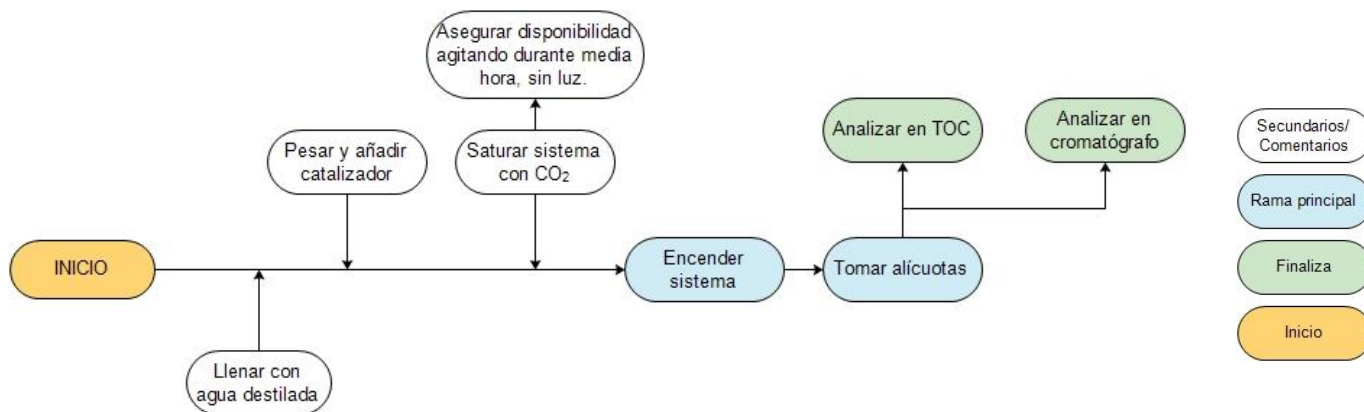 Asegurar disponibilidad
agitando durante media
hora, sin luz.
Pesar y añadir
catalizador
Saturar sistema
con CO₂
Analizar en TOC
Analizar en
cromatógrafo
INICIO
Encender
sistema
Tomar alícuotas
Llenar con
agua destilada
Secundarios/
Comentarios
Rama principal
Finaliza
Inicio